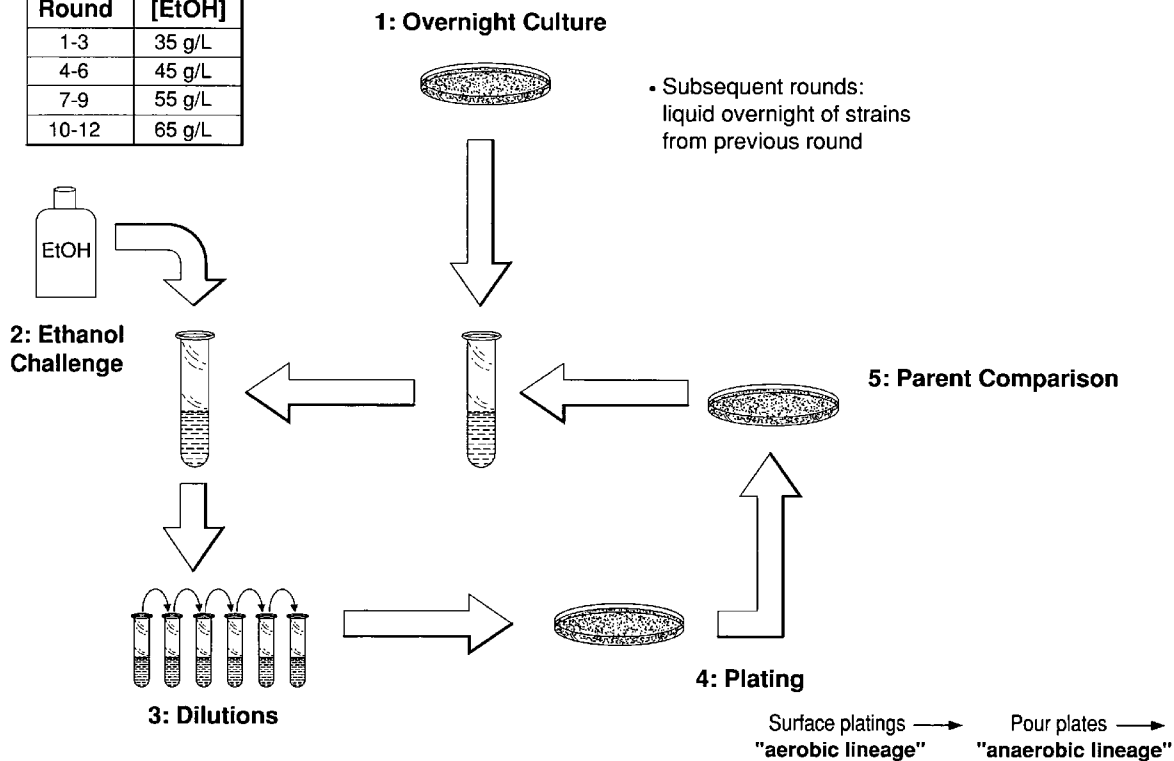 Round [EtOH]
1-3 35 g/L
4-6 45 g/L
7-9 55 g/L
10-12 65 g/L
1: Overnight Culture
• Subsequent rounds:
liquid overnight of strains
from previous round
EtOH
2: Ethanol
Challenge
5: Parent Comparison
3: Dilutions
4: Plating
Surface platings
"aerobic lineage"
Pour plates
"anaerobic lineage"